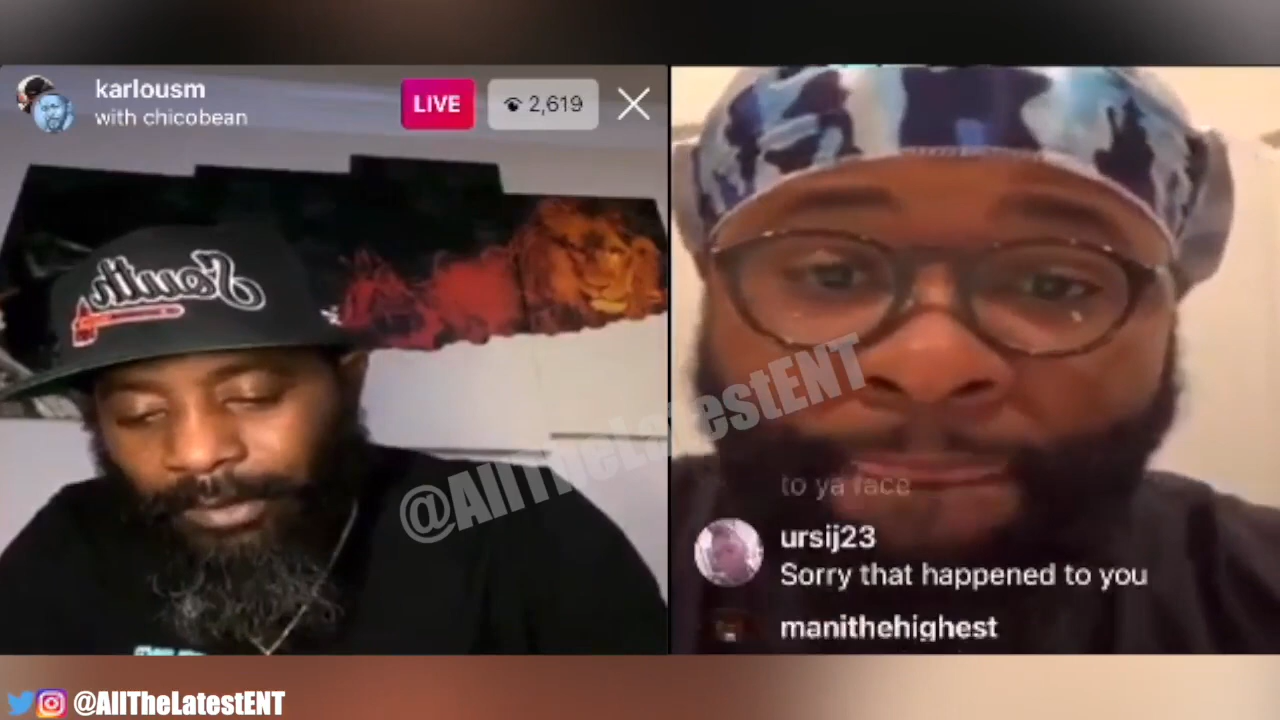 karlousm
with chicobean
LIVE
2,619
South
@AllTheLatestENT
to ya face
ursij23
Sorry that happened to you
manithehighest
@AllTheLatestENT